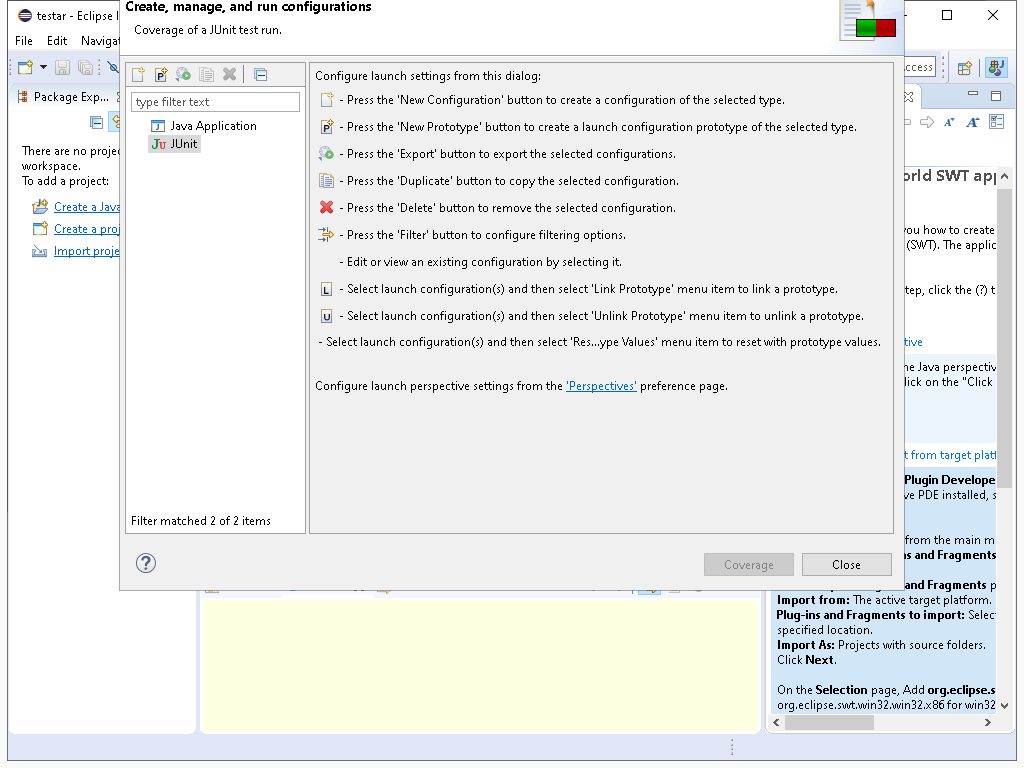 testar - Eclipse I
Create, manage, and run configurations
Coverage of a JUnit test run.
File Edit Navigat
ccess
Package Exp...
There are no projec
workspace.
To add a project:
Create a Java
Create a proj
Import proje
type filter text
Java Application
JUnit
Filter matched 2 of 2 items
Configure launch settings from this dialog:
- Press the 'New Configuration' button to create a configuration of the selected type.
- Press the 'New Prototype' button to create a launch configuration prototype of the selected type.
- Press the 'Export' button to export the selected configurations.
- Press the 'Duplicate' button to copy the selected configuration.
- Press the 'Delete' button to remove the selected configuration.
- Press the 'Filter' button to configure filtering options.
- Edit or view an existing configuration by selecting it.
- Select launch configuration(s) and then select 'Link Prototype' menu item to link a prototype.
- Select launch configuration(s) and then select 'Unlink Prototype' menu item to unlink a prototype.
- Select launch configuration(s) and then select 'Res...ype Values' menu item to reset with prototype values.
Configure launch perspective settings from the 'Perspectives' preference page.
Coverage
Close
orld SWT app
you how to create
(SWT). The applic
tep, click the (?) t
tive
he Java perspectiv
lick on the "Click
t from target platf
Plugin Develope
ve PDE installed, s
from the main m
ns and Fragments
and Fragments p
Import from: The active target platform.
Plug-ins and Fragments to import: Selec
specified location.
Import As: Projects with source folders.
Click Next.
On the Selection page, Add org.eclipse.s
org.eclipse.swt.win32.win32.x86 for win32